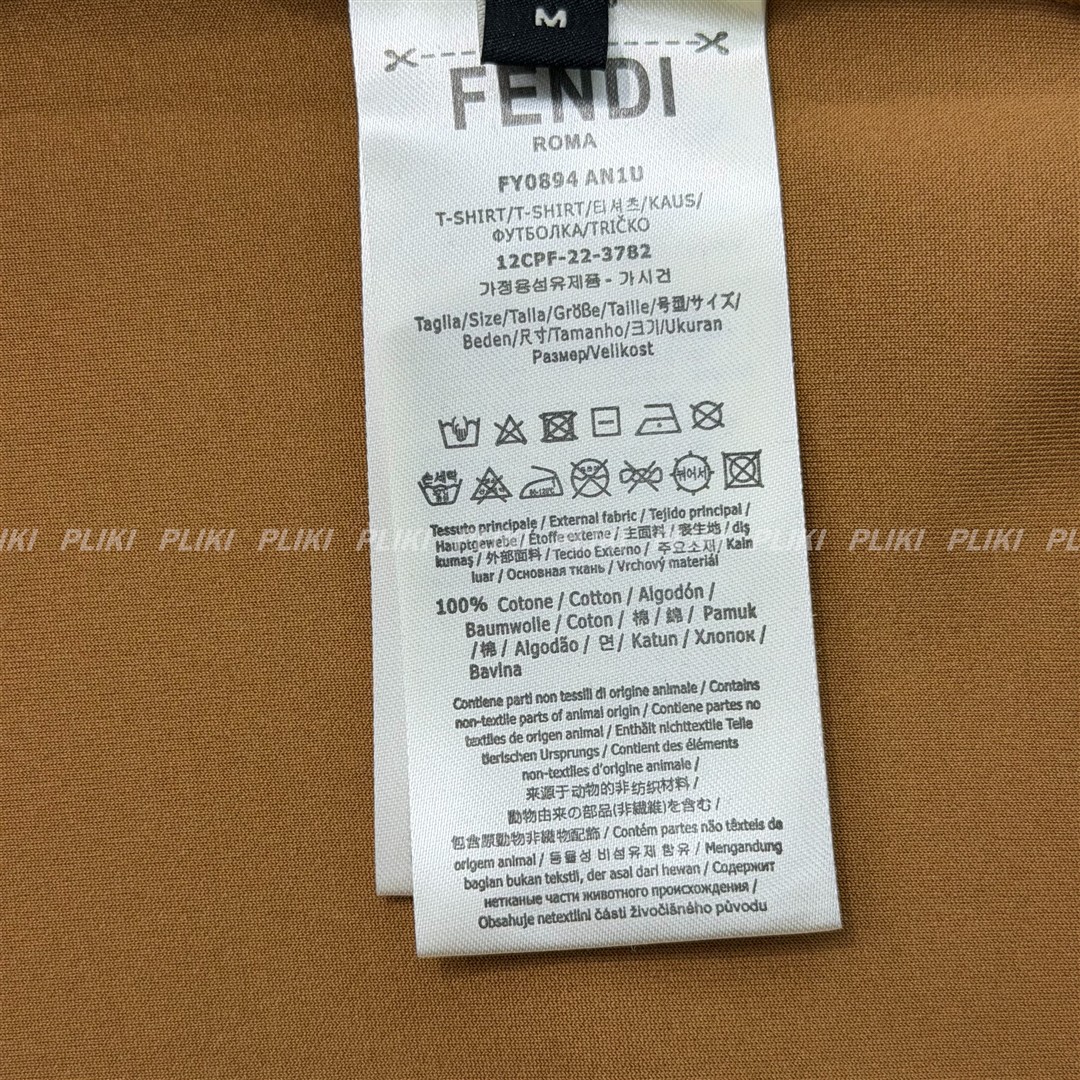 M
FENDI
ROMA
FY0894 AN1U
T-SHIRT/T-SHIRT/티셔츠/KAUS/
ФУТБОЛКА/TRIČKO
12CPF-22-3782
가정용섬유제품 - 가시건
Taglia/Size/Talla/Größe/Taille/号型/サイズ/
Beden/尺寸/Tamanho/크기/Ukuran
Размер/Velikost
손세탁
뉘어서
Tessuto principale / External fabric / Tejido principal /
Hauptgewebe / Étoffe externe / 主面料 / 表生地 / diş
kumaş / 外部面料 / Tecido Externo / 주요소재 / Kain
luar / Основная ткань / Vrchový materiál
PLIKI PLIKI PLIKI PLIKI PLIKI PLIKI PLIKI PLIKI
100% Cotone / Cotton / Algodón /
Baumwolle / Coton / 棉 / 綿 / Pamuk
/棉 / Algodão / 면 / Katun / Хлопок /
Bavlna
Contiene parti non tessili di origine animale / Contains
non-textile parts of animal origin / Contiene partes no
textiles de origen animal / Enthält nichttextile Teile
tierischen Ursprungs / Contient des éléments
non-textiles d'origine animale /
来源于动物的非纺织材料 /
動物由来の部品(非繊維)を含む /
包含原動物非織物配飾 / Contém partes não têxteis da
origem animal / 동물성 비섬유제 함유 / Mengandung
bagian bukan tekstil, der asal dari hewan / Содержит
нетканые части животного происхождения /
Obsahuje netextilní části živočišného původu